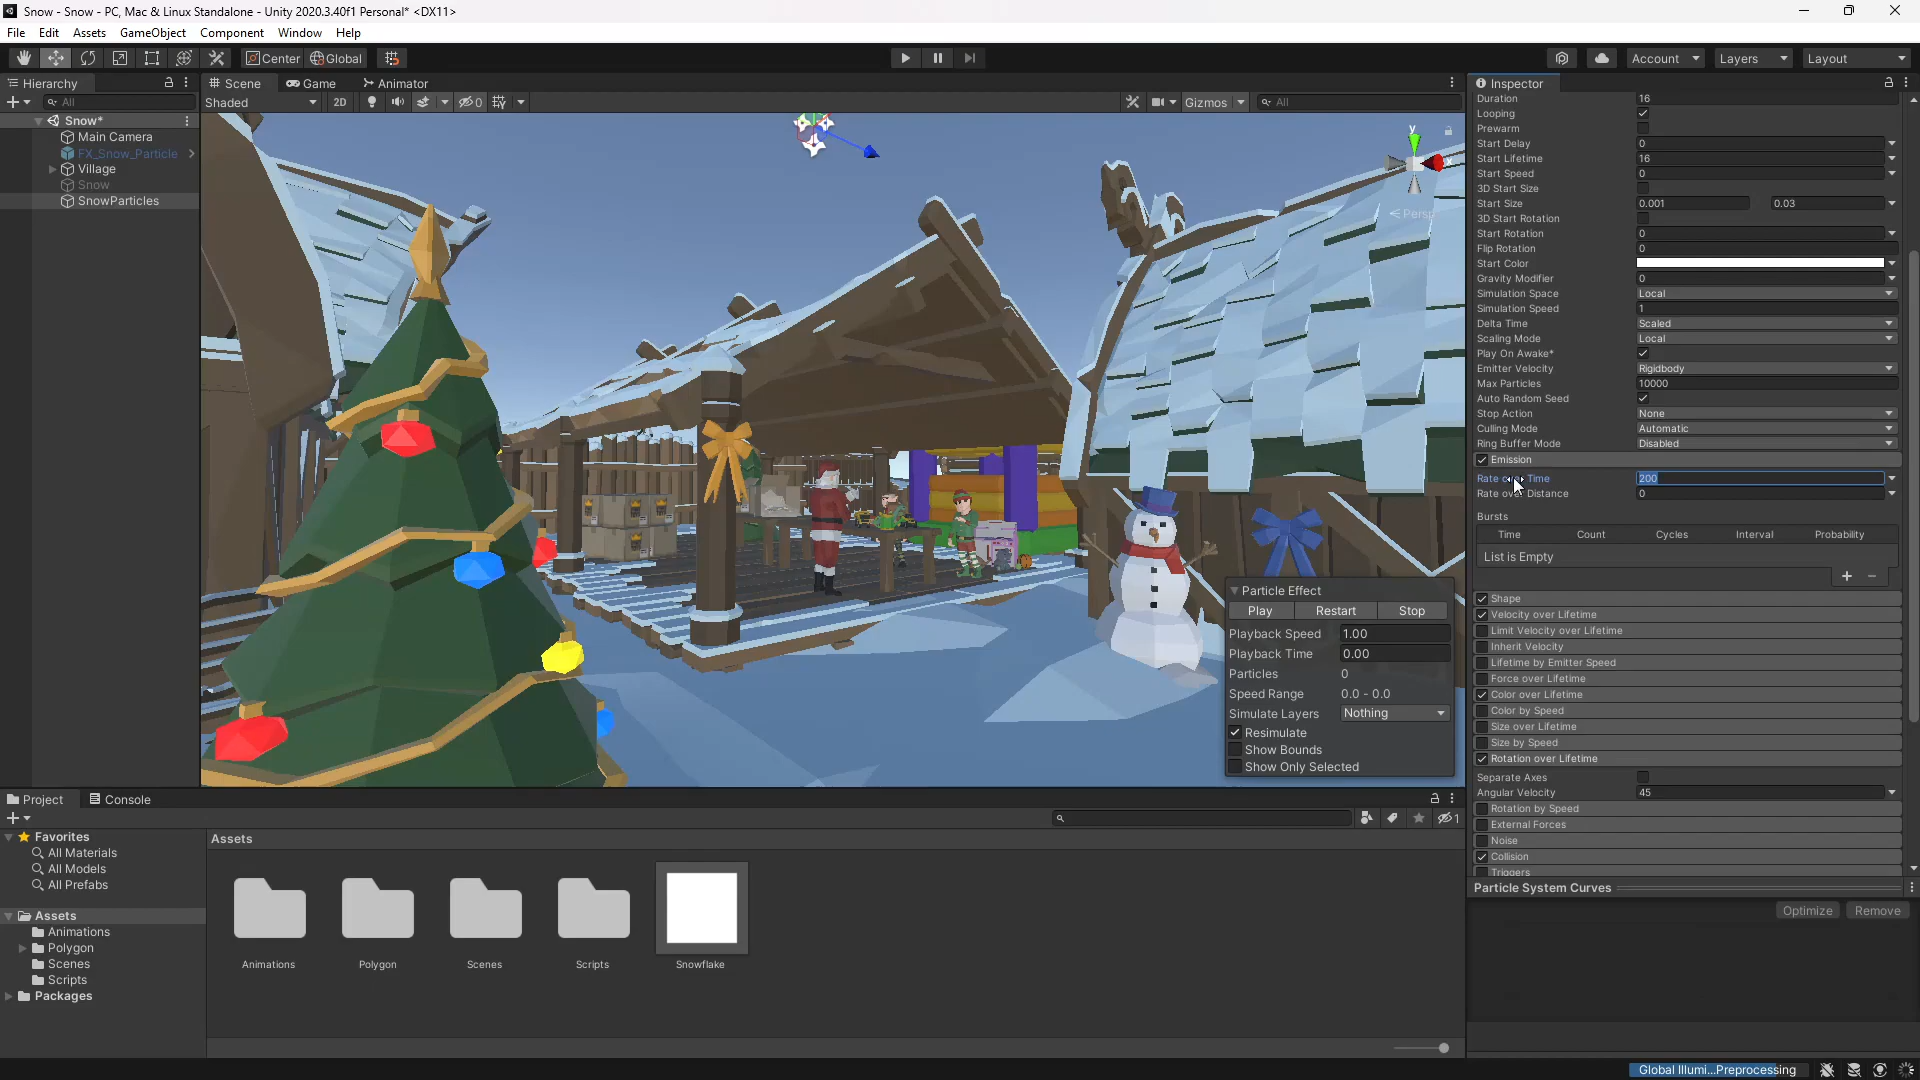 Snow - Snow - PC, Mac & Linux Standalone - Unity 2020.3.40f1 Personal* <DX11>
File Edit Assets GameObject Component Window Help
Center Global Account Layers Layout
Hierarchy
All
Snow*
Main Camera
FX_Snow_Particle
Village
Snow
SnowParticles
Scene Game Animator
Shaded 2D 0 Gizmos All
y
x
Persp
Particle Effect
Play Restart Stop
Playback Speed 1.00
Playback Time 0.00
Particles 0
Speed Range 0.0 - 0.0
Simulate Layers Nothing
Resimulate
Show Bounds
Show Only Selected
Inspector
Duration 16
Looping
Prewarm
Start Delay 0
Start Lifetime 16
Start Speed 0
3D Start Size
Start Size 0.001 0.03
3D Start Rotation
Start Rotation 0
Flip Rotation 0
Start Color
Gravity Modifier 0
Simulation Space Local
Simulation Speed 1
Delta Time Scaled
Scaling Mode Local
Play On Awake*
Emitter Velocity Rigidbody
Max Particles 10000
Auto Random Seed
Stop Action None
Culling Mode Automatic
Ring Buffer Mode Disabled
Emission
Rate over Time 200
Rate over Distance 0
Bursts
Time Count Cycles Interval Probability
List is Empty
Shape
Velocity over Lifetime
Limit Velocity over Lifetime
Inherit Velocity
Lifetime by Emitter Speed
Force over Lifetime
Color over Lifetime
Color by Speed
Size over Lifetime
Size by Speed
Rotation over Lifetime
Separate Axes
Angular Velocity 45
Rotation by Speed
External Forces
Noise
Collision
Triggers
Particle System Curves
Optimize Remove
Project Console
1
Favorites
All Materials
All Models
All Prefabs
Assets
Animations
Polygon
Scenes
Scripts
Packages
Assets
Animations Polygon Scenes Scripts Snowflake
Global Illumi...Preprocessing